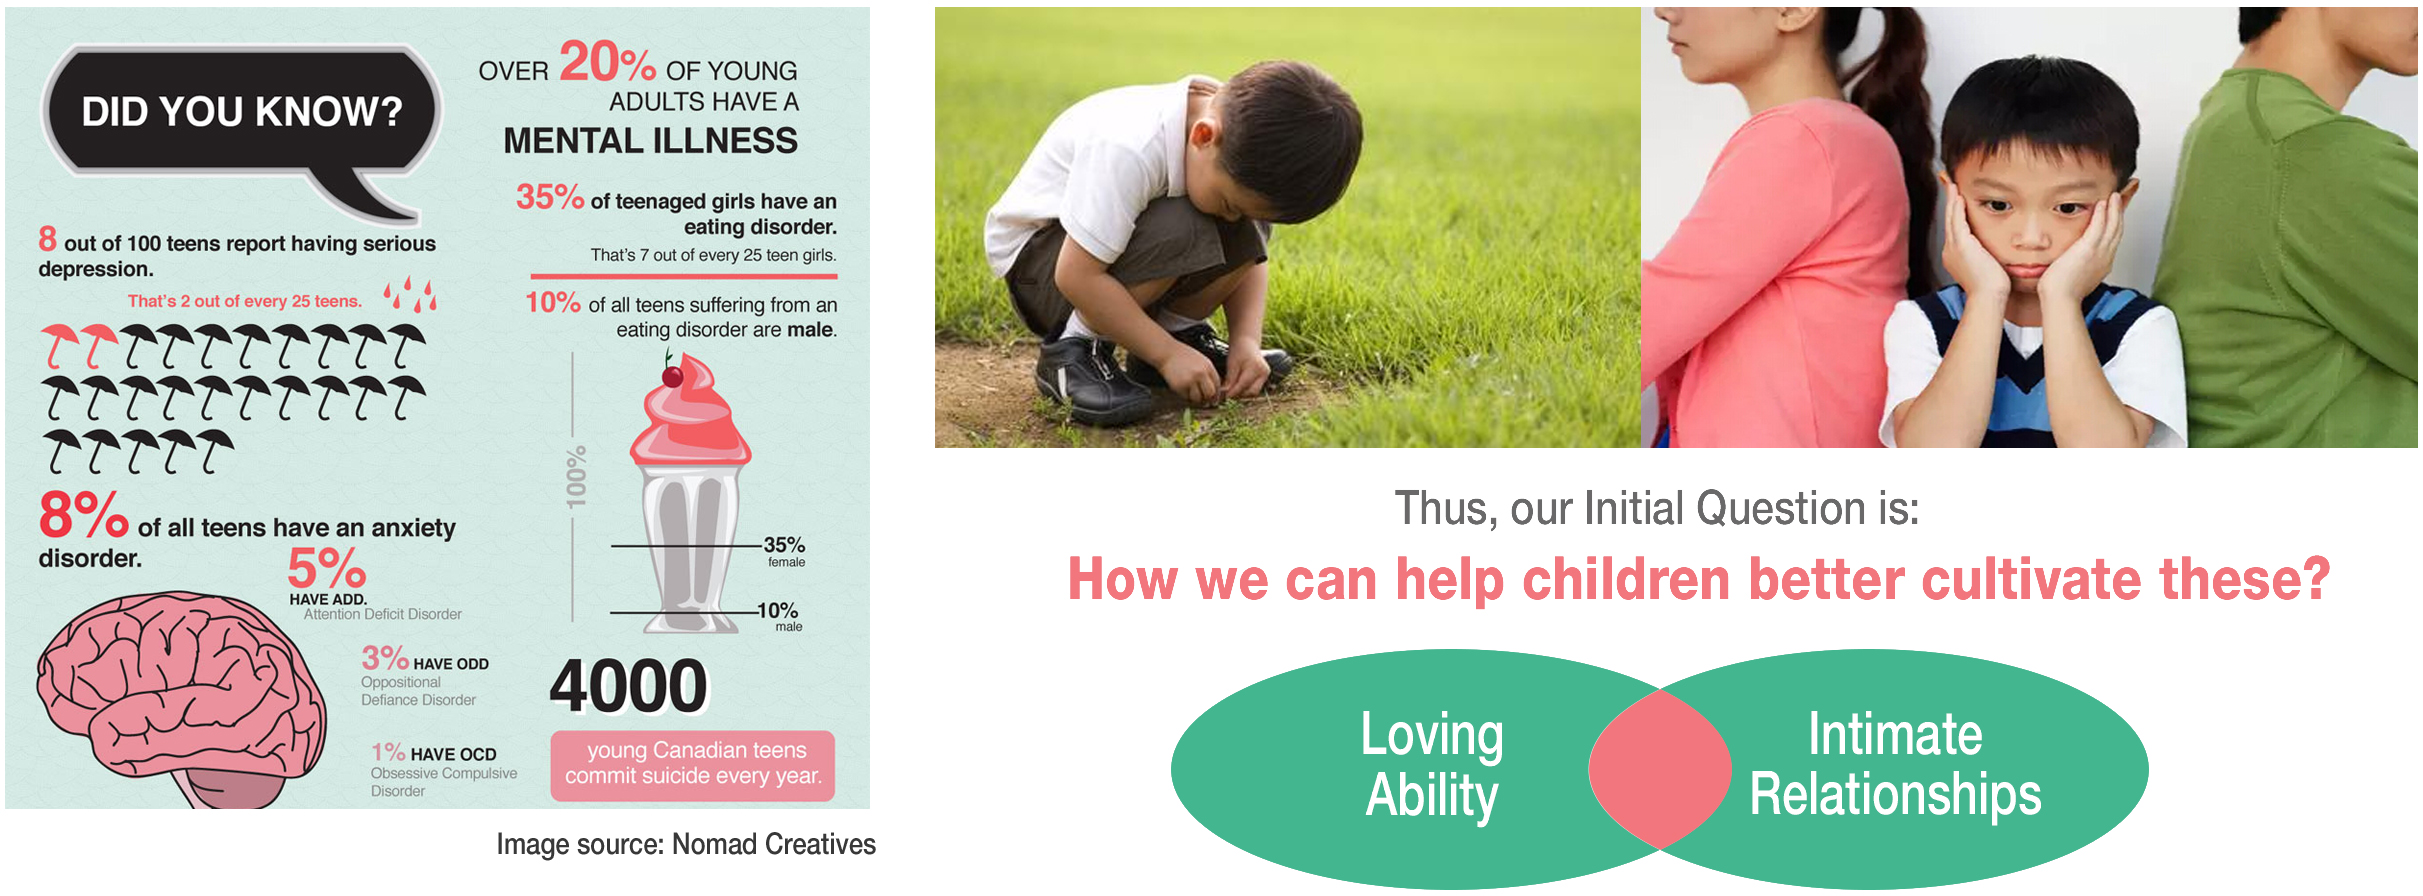 DID YOU KNOW?
8 out of 100 teens report having serious
depression.
That's 2 out of every 25 teens.
8% of all teens have an anxiety
disorder.
5%
HAVE ADD.
Attention Deficit Disorder
3% HAVE ODD
Oppositional
Defiance Disorder
1% HAVE OCD
Obsessive Compulsive
Disorder
OVER 20% OF YOUNG
ADULTS HAVE A
MENTAL ILLNESS
35% of teenaged girls have an
eating disorder.
That's 7 out of every 25 teen girls.
10% of all teens suffering from an
eating disorder are male.
100%
35%
female
10%
male
4000
young Canadian teens
commit suicide every year.
Image source: Nomad Creatives
Thus, our Initial Question is:
How we can help children better cultivate these?
Loving
Ability
Intimate
Relationships